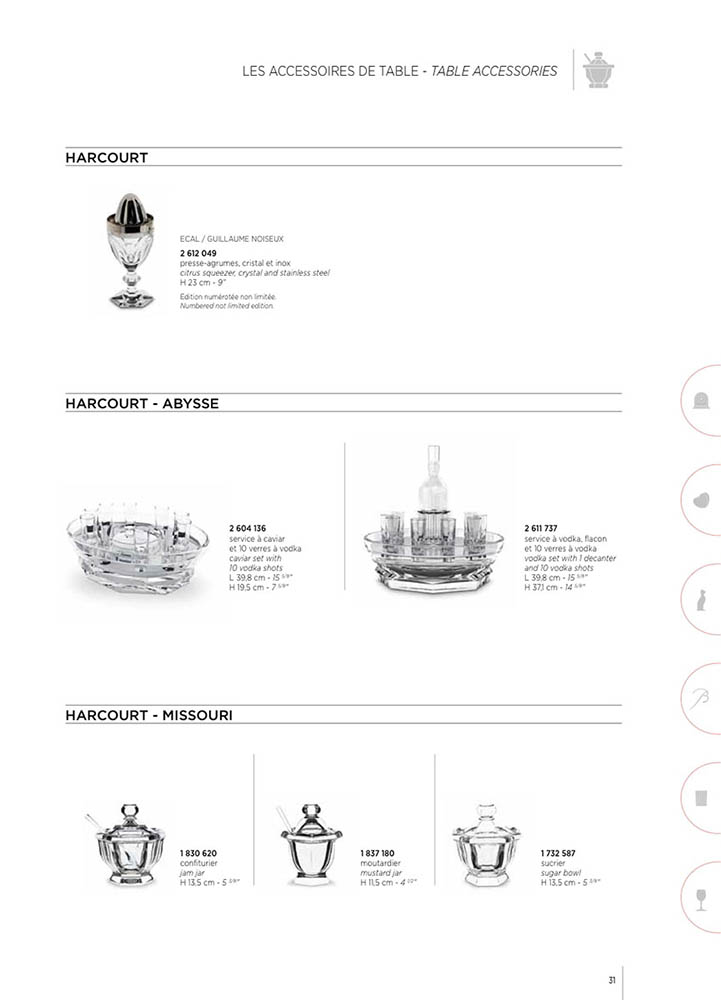 LES ACCESSOIRES DE TABLE - TABLE ACCESSORIES
HARCOURT
ECAL / GUILLAUME NOISEUX
2 612 049
presse-agrumes, cristal et inox
citrus squeezer, crystal and stainless steel
H 23 cm - 9"
Edition numérotée non limitée.
Numbered not limited edition.
HARCOURT - ABYSSE
2 604 136
service à caviar
et 10 verres à vodka
caviar set with
10 vodka shots
L 39,8 cm - 15 5/8"
H 19,5 cm - 7 5/8"
2 611 737
service à vodka, flacon
et 10 verres à vodka
vodka set with 1 decanter
and 10 vodka shots
L 39,8 cm - 15 5/8"
H 37,1 cm - 14 5/8"
HARCOURT - MISSOURI
1 830 620
confiturier
jam jar
H 13,5 cm - 5 3/8"
1 837 180
moutardier
mustard jar
H 11,5 cm - 4 1/2"
1 732 587
sucrier
sugar bowl
H 13,5 cm - 5 3/8"
B
31